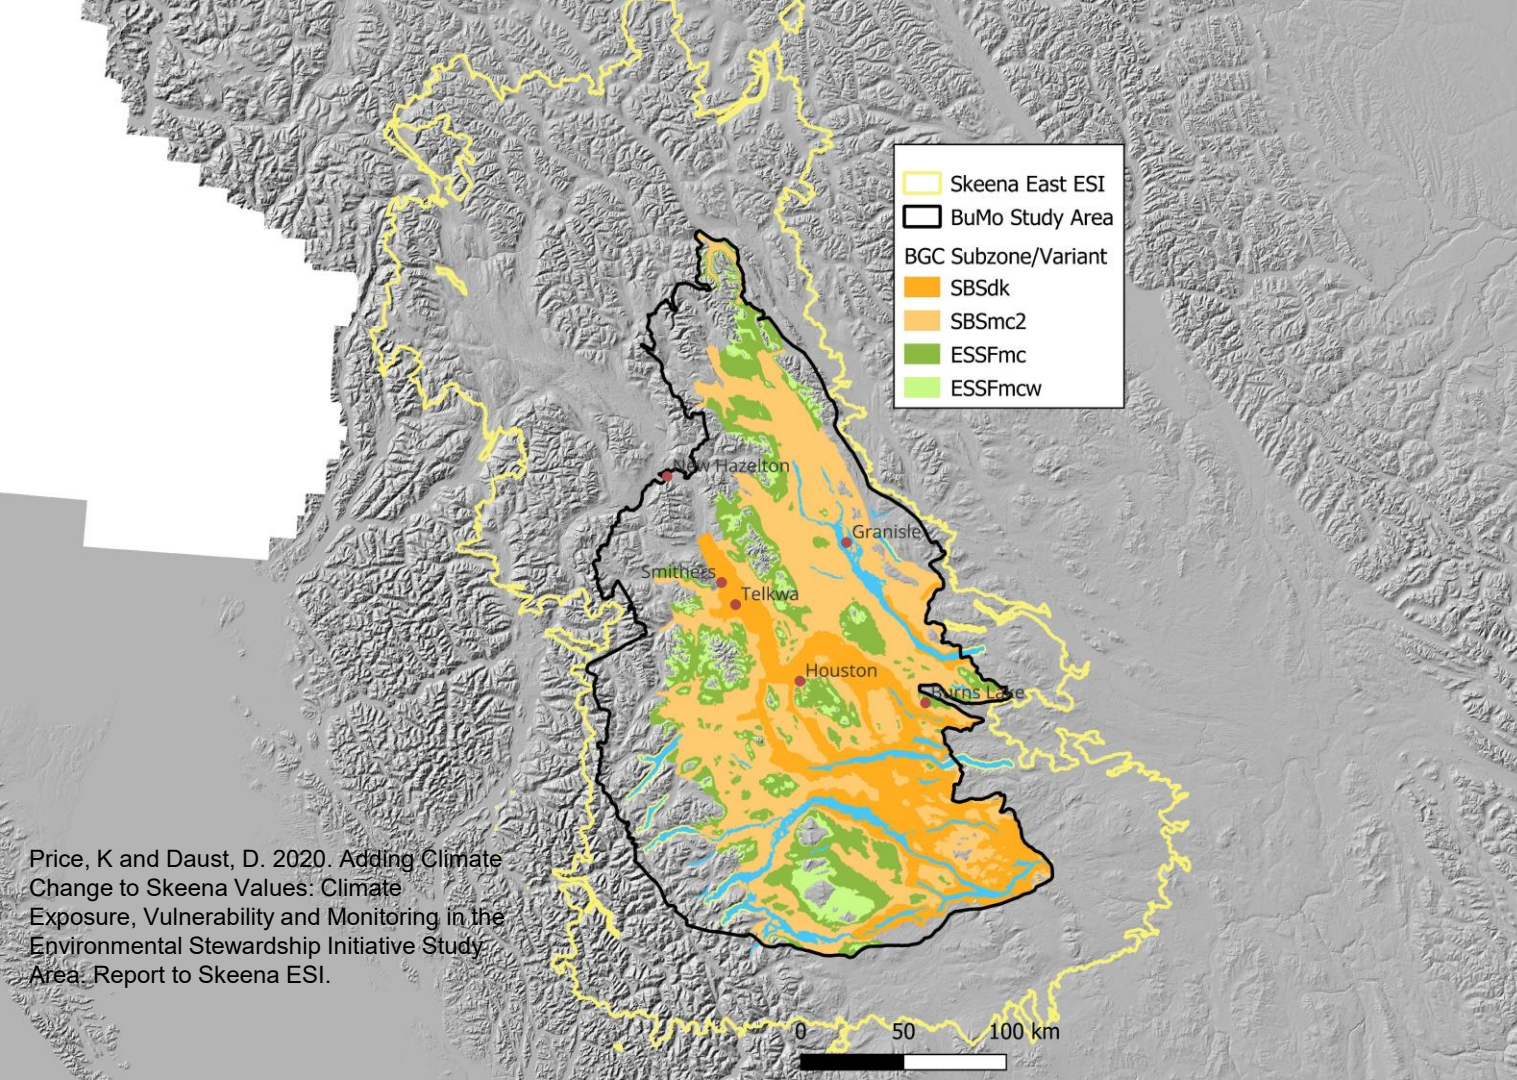 Skeena East ESI
BuMo Study Area
BGC Subzone/Variant
SBSdk
SBSmc2
ESSFmc
ESSFmcw
New Hazelton
Granisle
Smithers
Telkwa
Houston
Burns Lake
Price, K and Daust, D. 2020. Adding Climate
Change to Skeena Values: Climate
Exposure, Vulnerability and Monitoring in the
Environmental Stewardship Initiative Study
Area. Report to Skeena ESI.
0 50 100 km